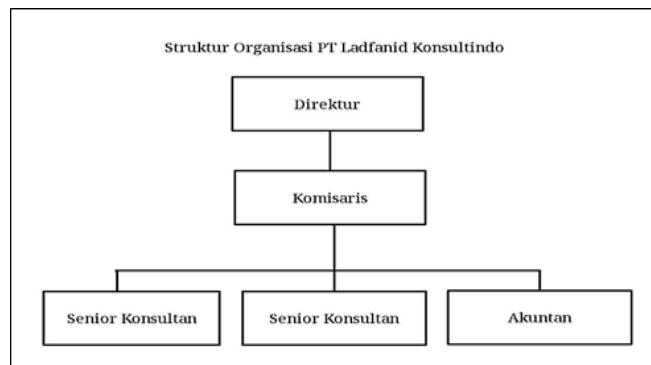 Struktur Organisasi PT Ladfanid Konsultindo
Direktur
Komisaris
Senior Konsultan
Senior Konsultan
Akuntan